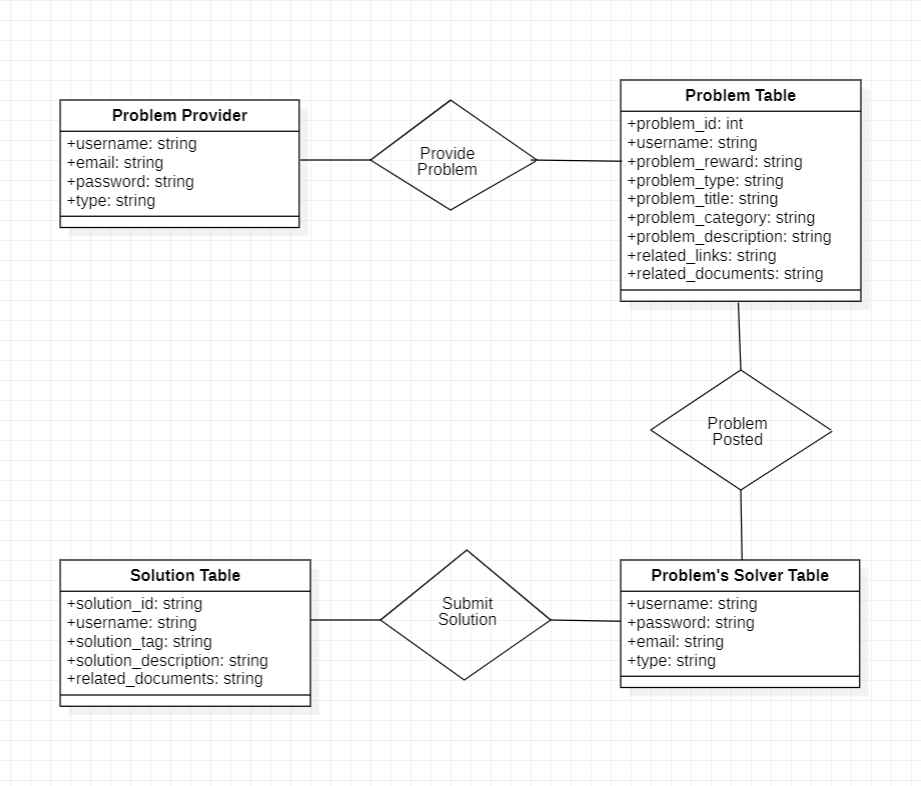 Problem Provider
+username: string
+email: string
+password: string
+type: string
Provide
Problem
Problem Table
+problem_id: int
+username: string
+problem_reward: string
+problem_type: string
+problem_title: string
+problem_category: string
+problem_description: string
+related_links: string
+related_documents: string
Problem
Posted
Solution Table
+solution_id: string
+username: string
+solution_tag: string
+solution_description: string
+related_documents: string
Submit
Solution
Problem's Solver Table
+username: string
+password: string
+email: string
+type: string